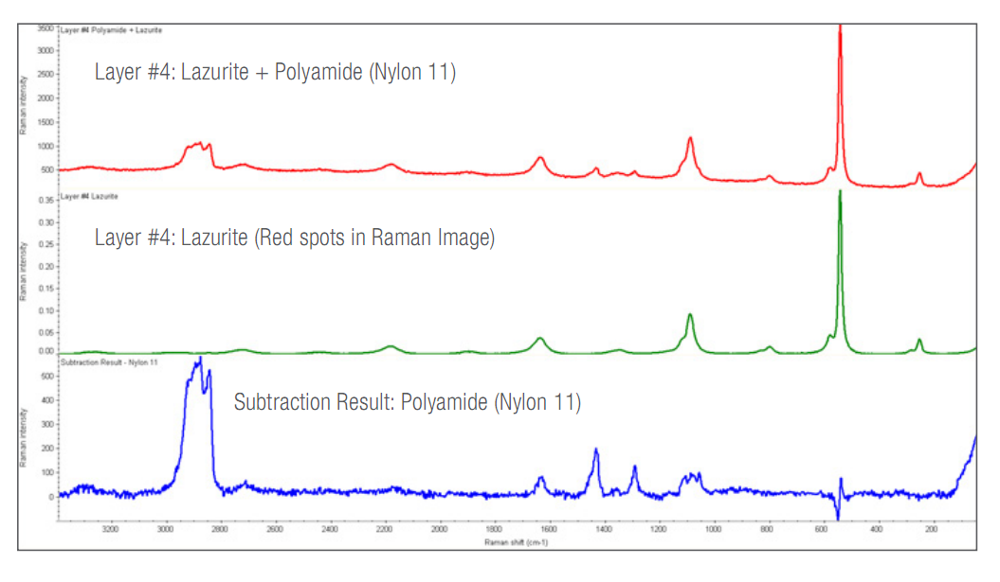 Layer #4 Polyamide + Lazurite
Layer #4: Lazurite + Polyamide (Nylon 11)
3500
3000
2500
2000
1500
1000
500
Raman intensity
Layer #4 Lazurite
Layer #4: Lazurite (Red spots in Raman Image)
0.35
0.30
0.25
0.20
0.15
0.10
0.05
0.00
Raman intensity
Subtraction Result - Nylon 11
Subtraction Result: Polyamide (Nylon 11)
500
400
300
200
100
0
Raman intensity
3200 3000 2800 2600 2400 2200 2000 1800 1600 1400 1200 1000 800 600 400 200
Raman shift (cm-1)